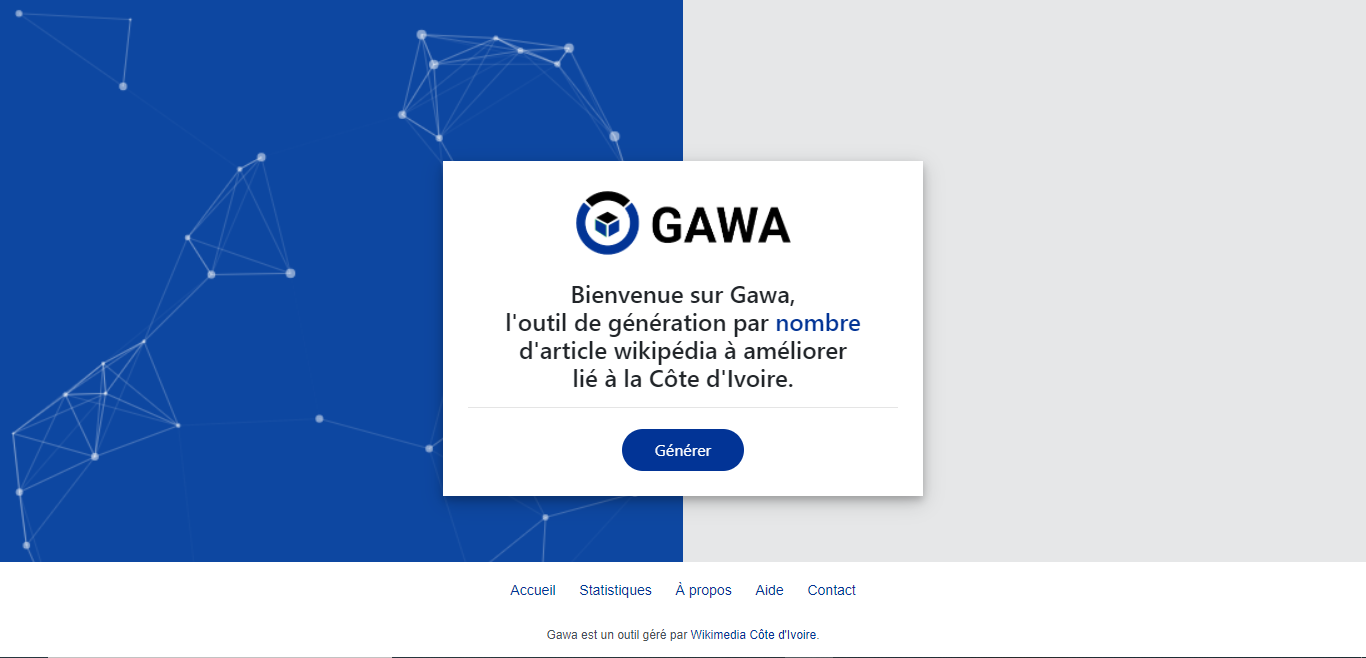 GAWA
Bienvenue sur Gawa,
l'outil de génération par nombre
d'article wikipédia à améliorer
lié à la Côte d'Ivoire.
Générer
Accueil Statistiques À propos Aide Contact
Gawa est un outil géré par Wikimedia Côte d'Ivoire.